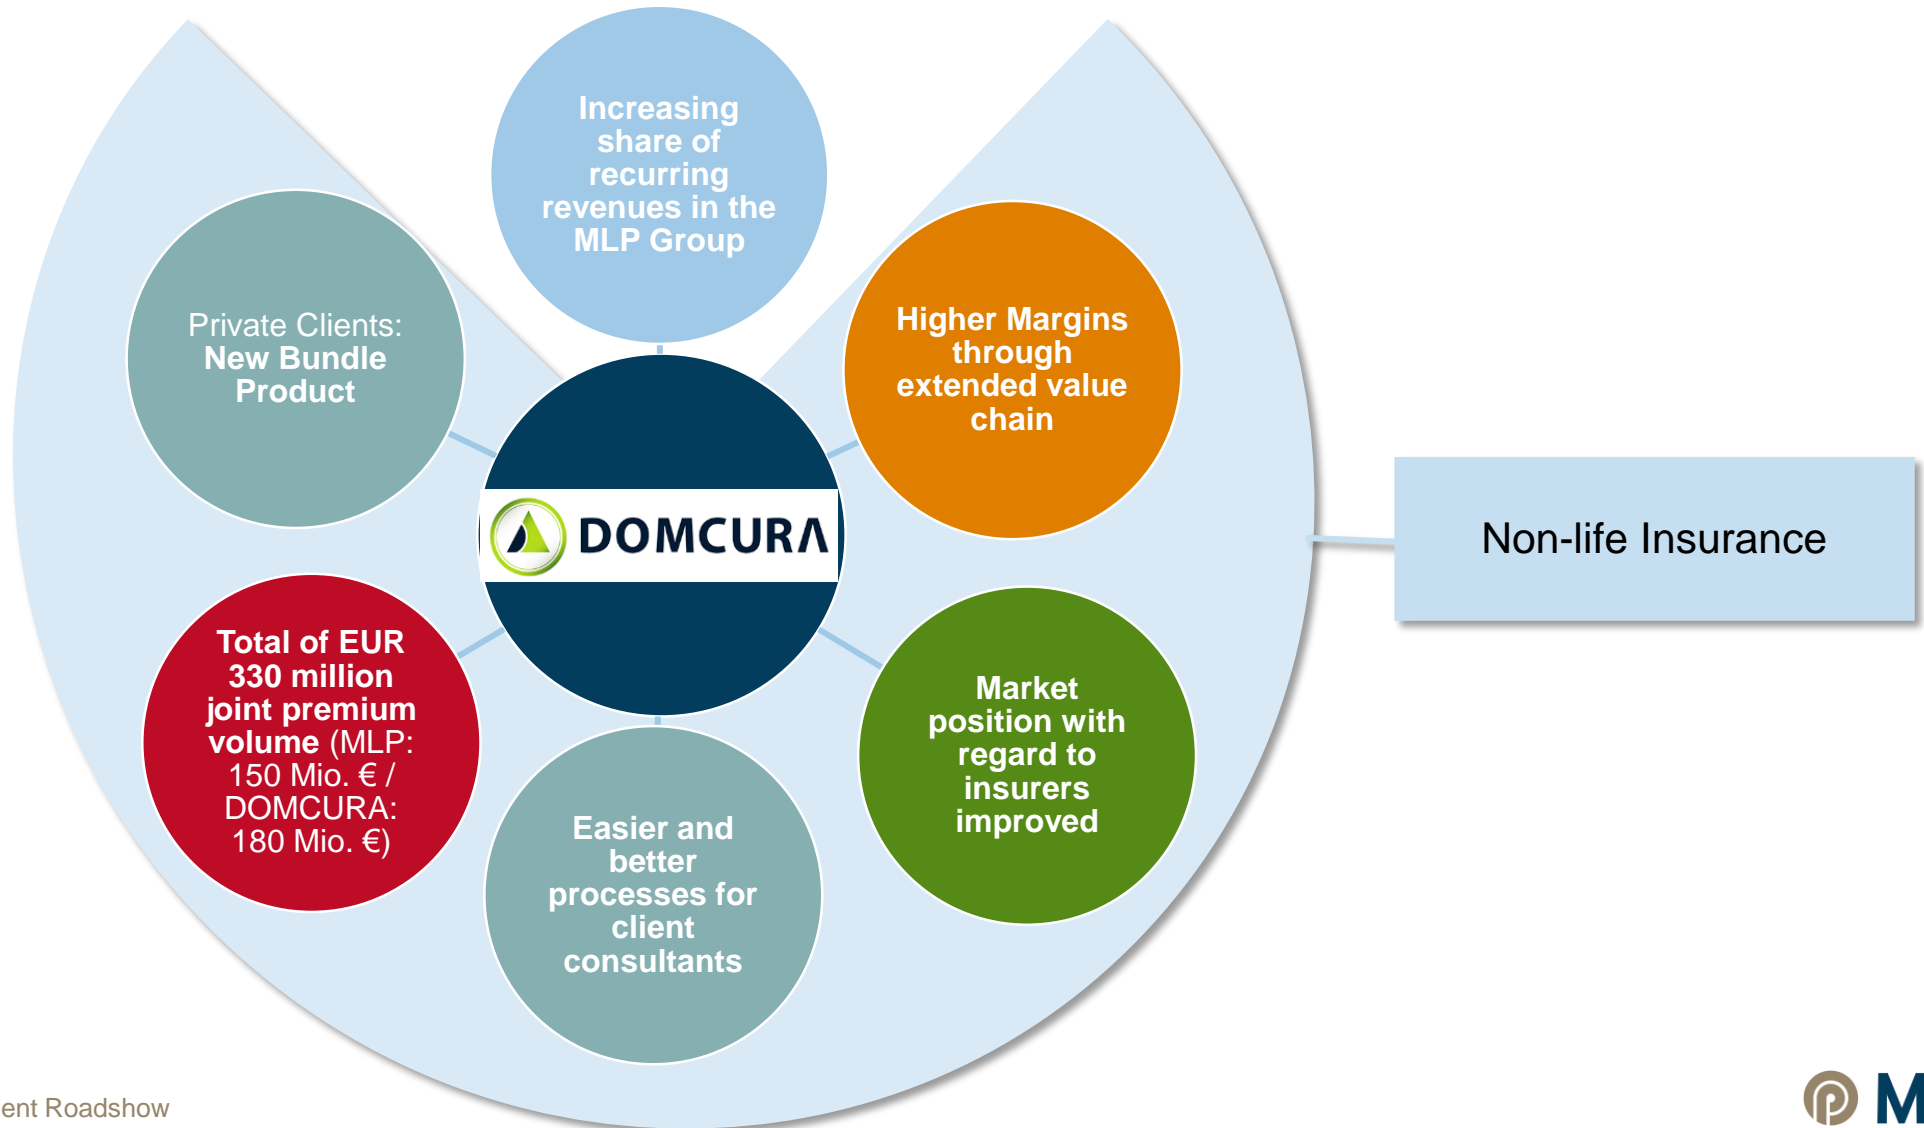 Increasing
share of
recurring
revenues in the
MLP Group
Private Clients:
New Bundle
Product
Higher Margins
through
extended value
chain
DOMCURA
Non-life Insurance
Total of EUR
330 million
joint premium
volume (MLP:
150 Mio. € /
DOMCURA:
180 Mio. €)
Market
position with
regard to
insurers
improved
Easier and
better
processes for
client
consultants
ent Roadshow
M